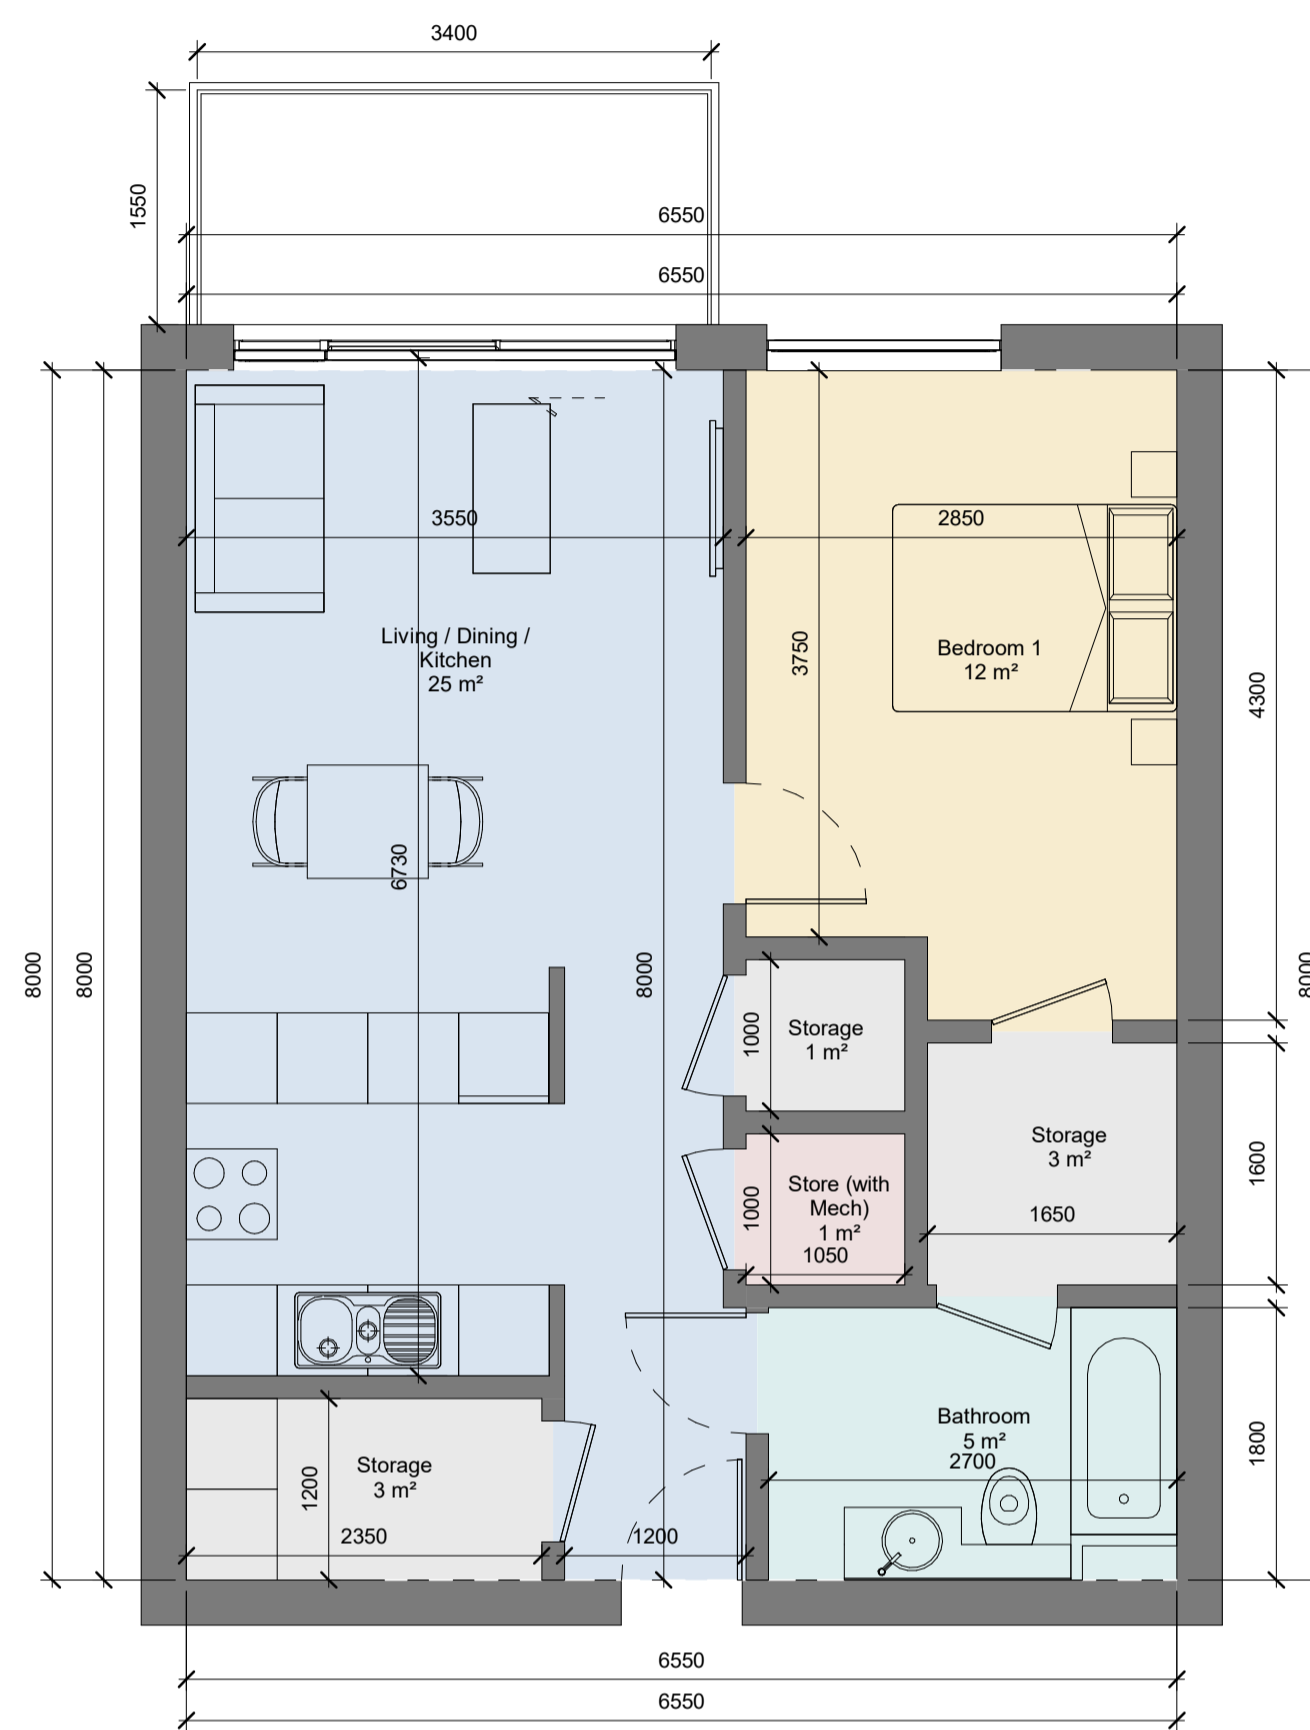 3400
1550
6550
6550
3550
2850
Living / Dining /
Kitchen
25 m²
3750
Bedroom 1
12 m²
4300
6730
8000
8000
8000
8000
1000
Storage
1 m²
Storage
3 m²
1600
1000
Store (with
Mech)
1 m²
1050
1650
Bathroom
5 m²
2700
1800
Storage
3 m²
1200
2350
1200
6550
6550